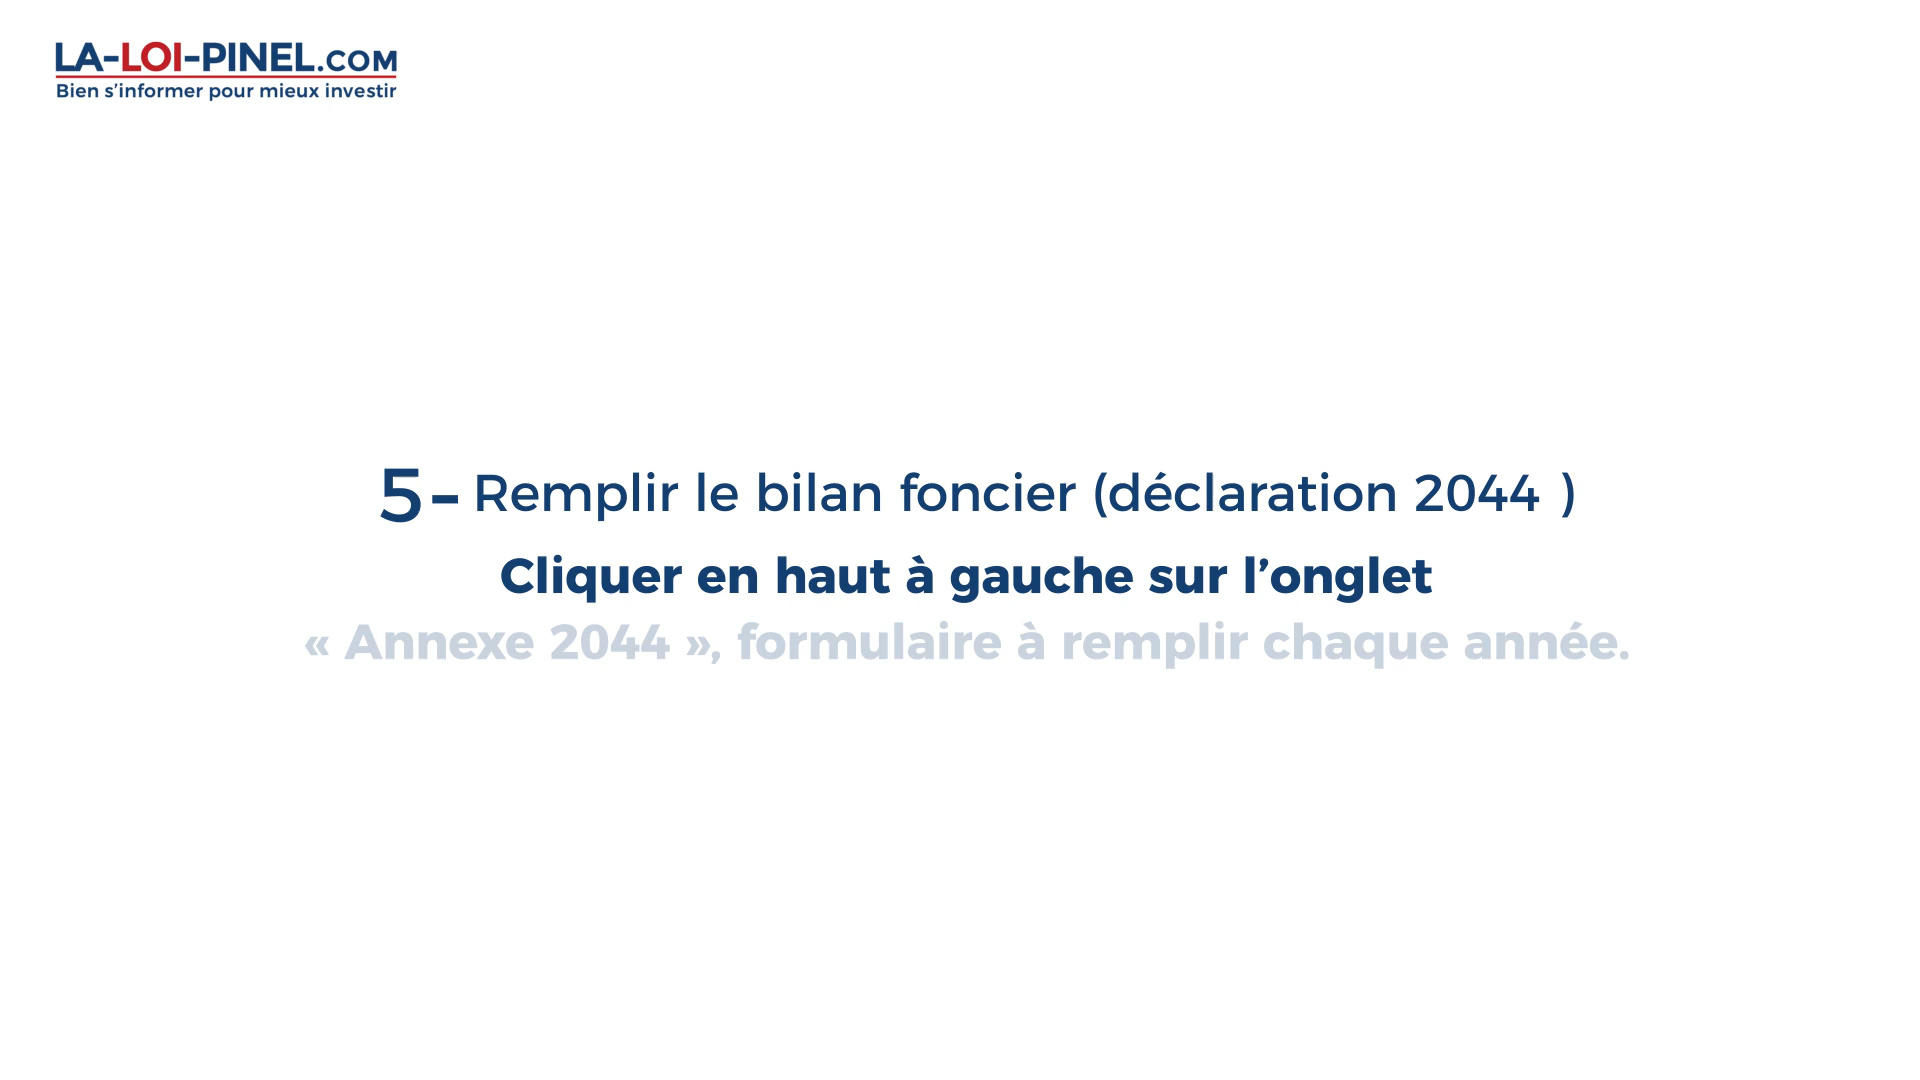 LA-LOI-PINEL.COM
Bien s’informer pour mieux investir
5- Remplir le bilan foncier (déclaration 2044 )
Cliquer en haut à gauche sur l’onglet
« Annexe 2044 », formulaire à remplir chaque année.